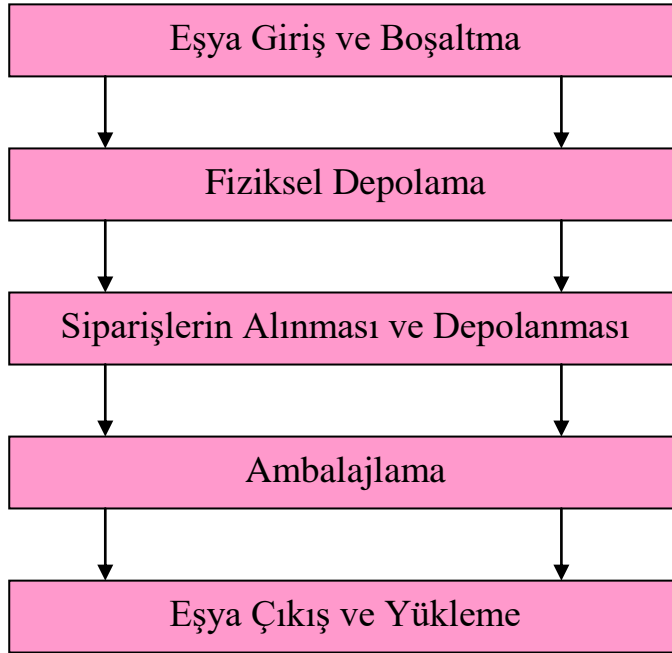 Eşya Giriş ve Boşaltma
Fiziksel Depolama
Siparişlerin Alınması ve Depolanması
Ambalajlama
Eşya Çıkış ve Yükleme